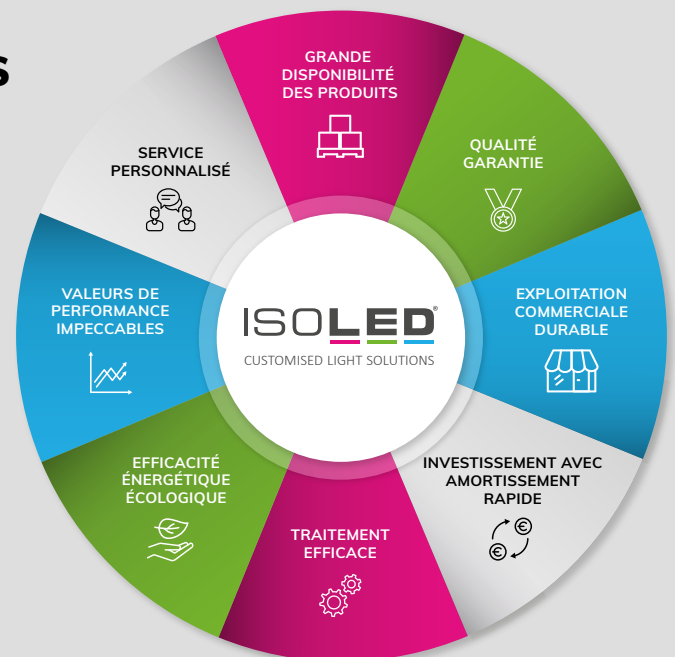 s
GRANDE
DISPONIBILITÉ
DES PRODUITS
QUALITÉ
GARANTIE
EXPLOITATION
COMMERCIALE
DURABLE
INVESTISSEMENT AVEC
AMORTISSEMENT
RAPIDE
TRAITEMENT
EFFICACE
EFFICACITÉ
ÉNERGÉTIQUE
ÉCOLOGIQUE
VALEURS DE
PERFORMANCE
IMPECCABLES
SERVICE
PERSONNALISÉ
ISOLED®
CUSTOMISED LIGHT SOLUTIONS